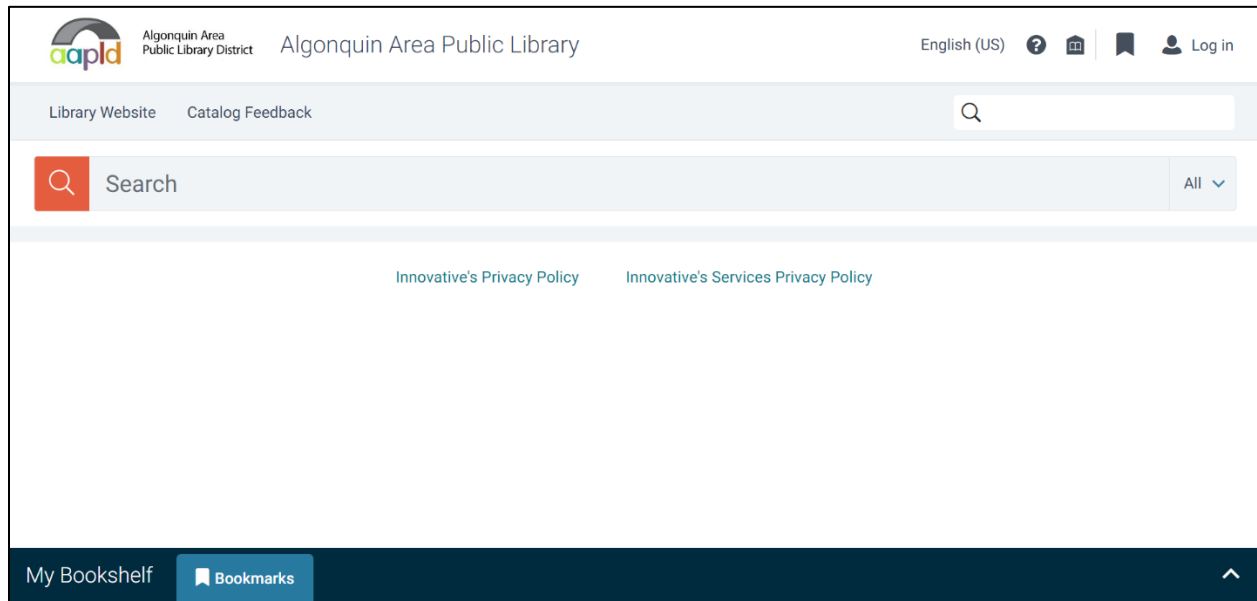 aapld
Algonquin Area
Public Library District
Algonquin Area Public Library
English (US)
Log in
Library Website
Catalog Feedback
Search
All
Innovative's Privacy Policy
Innovative's Services Privacy Policy
My Bookshelf
Bookmarks